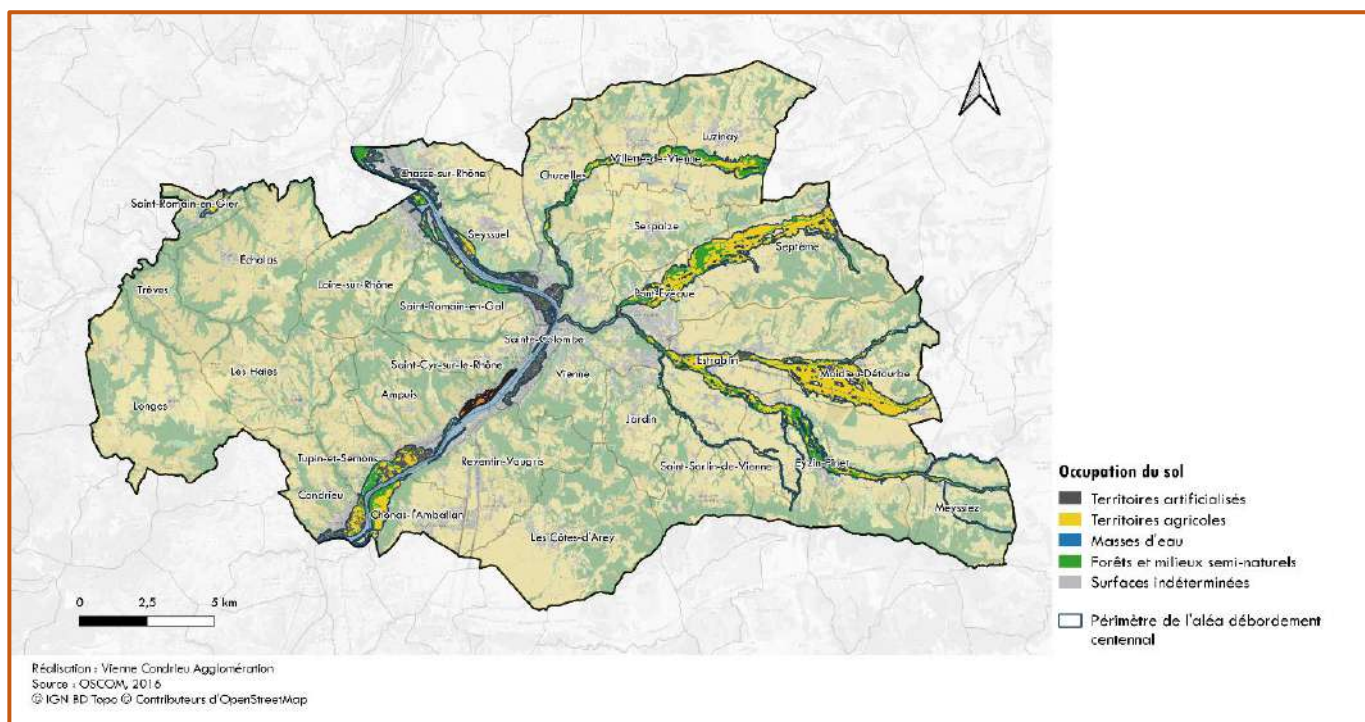 Luzinay
Villette-de-Vienne
Chasse-sur-Rhône
Chuzelles
Saint-Romain-en-Gier
Seyssuel
Serpaize
Septème
Échalas
Loire-sur-Rhône
Trèves
Pont-Évêque
Saint-Romain-en-Gal
Sainte-Colombe
Estrablin
Saint-Cyr-sur-le-Rhône
Moidieu-Détourbe
Les Haies
Vienne
Ampuis
Longes
Jardin
Tupin-et-Semons
Reventin-Vaugris
Saint-Sorlin-de-Vienne
Eyzin-Pinet
Condrieu
Meyssiez
Chonas-l'Amballan
Les Côtes-d'Arey
0 2,5 5 km
Occupation du sol
Territoires artificialisés
Territoires agricoles
Masses d'eau
Forêts et milieux semi-naturels
Surfaces indéterminées
Périmètre de l'aléa débordement
centennal
Réalisation : Vienne Condrieu Agglomération
Source : OSCOM, 2016
© IGN BD Topo © Contributeurs d'OpenStreetMap